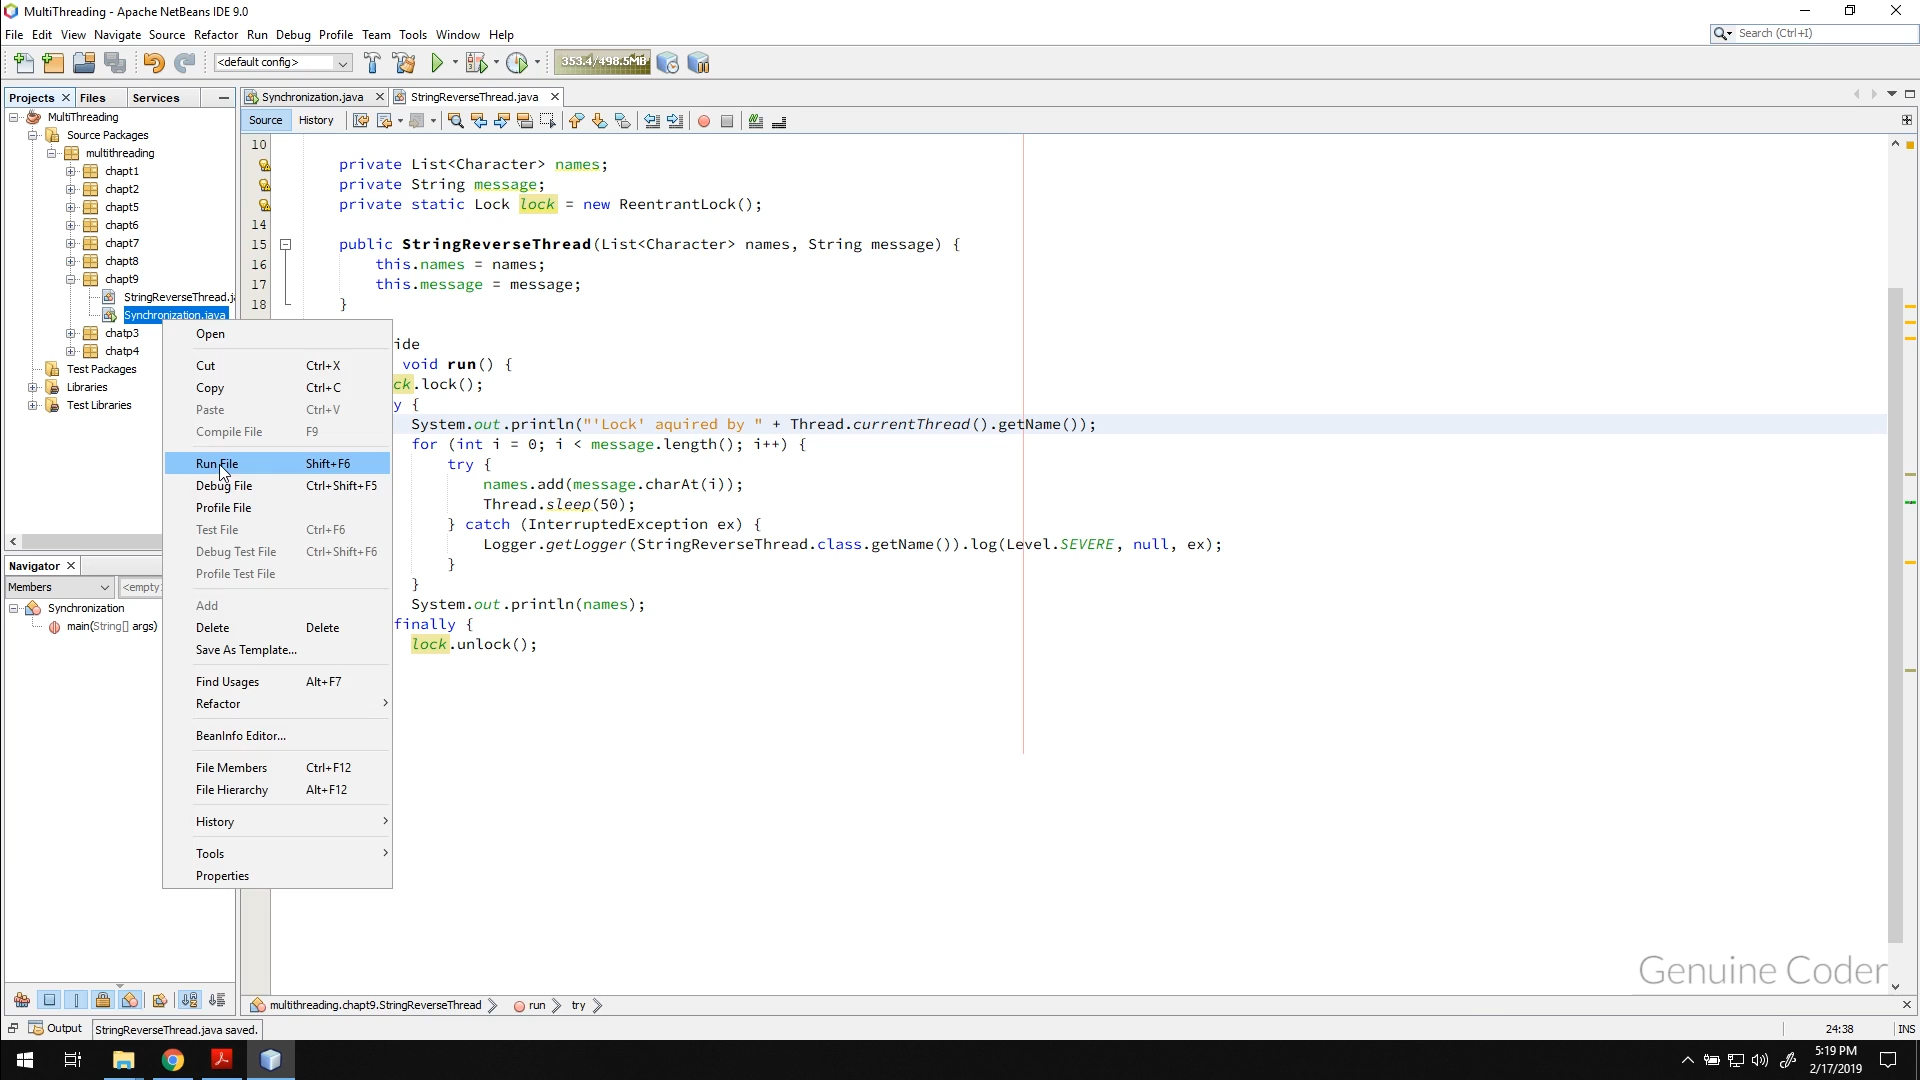 MultiThreading - Apache NetBeans IDE 9.0
File Edit View Navigate Source Refactor Run Debug Profile Team Tools Window Help
Search (Ctrl+I)
<default config>
353.4/498.5MB
Projects Files Services
Synchronization.java StringReverseThread.java
MultiThreading
Source History
Source Packages
multithreading
chapt1
chapt2
chapt5
chapt6
chapt7
chapt8
chapt9
StringReverseThread.j
Synchronization.java
chatp3
chatp4
Test Packages
Libraries
Test Libraries
10
private List<Character> names;
private String message;
private static Lock lock = new ReentrantLock();
14
15 public StringReverseThread(List<Character> names, String message) {
16 this.names = names;
17 this.message = message;
18 }
ide
void run() {
ck.lock();
y {
System.out.println("'Lock' aquired by " + Thread.currentThread().getName());
for (int i = 0; i < message.length(); i++) {
try {
names.add(message.charAt(i));
Thread.sleep(50);
} catch (InterruptedException ex) {
Logger.getLogger(StringReverseThread.class.getName()).log(Level.SEVERE, null, ex);
}
}
System.out.println(names);
finally {
lock.unlock();
Open
Cut Ctrl+X
Copy Ctrl+C
Paste Ctrl+V
Compile File F9
Run File Shift+F6
Debug File Ctrl+Shift+F5
Profile File
Test File Ctrl+F6
Debug Test File Ctrl+Shift+F6
Profile Test File
Add
Delete Delete
Save As Template...
Find Usages Alt+F7
Refactor
BeanInfo Editor...
File Members Ctrl+F12
File Hierarchy Alt+F12
History
Tools
Properties
Navigator
Members <empty>
Synchronization
main(String[] args)
Genuine Coder
multithreading.chapt9.StringReverseThread run try
Output StringReverseThread.java saved.
24:38 INS
5:19 PM
2/17/2019